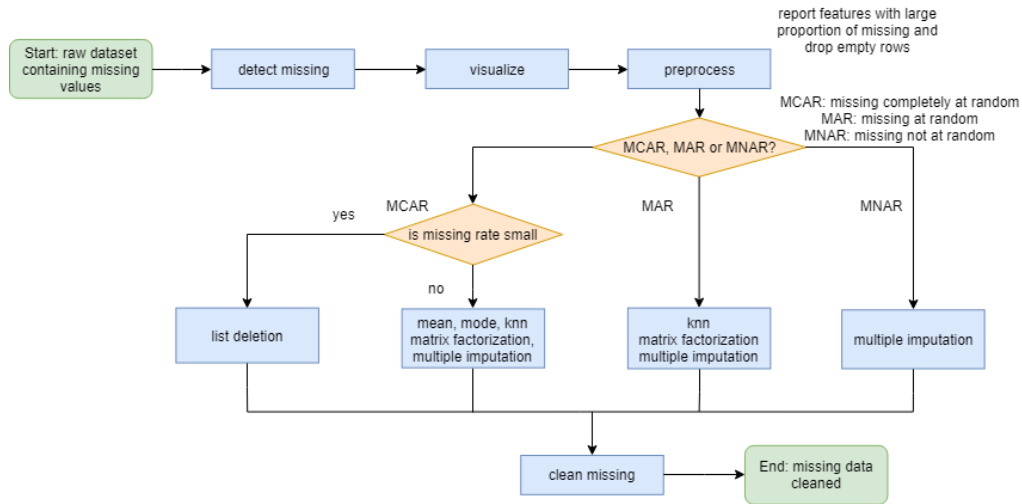 report features with large
proportion of missing and
drop empty rows
Start: raw dataset
containing missing
values
detect missing
visualize
preprocess
MCAR: missing completely at random
MAR: missing at random
MNAR: missing not at random
MCAR, MAR or MNAR?
MCAR
MAR
MNAR
yes
is missing rate small
no
list deletion
mean, mode, knn
matrix factorization,
multiple imputation
knn
matrix factorization
multiple imputation
multiple imputation
clean missing
End: missing data
cleaned